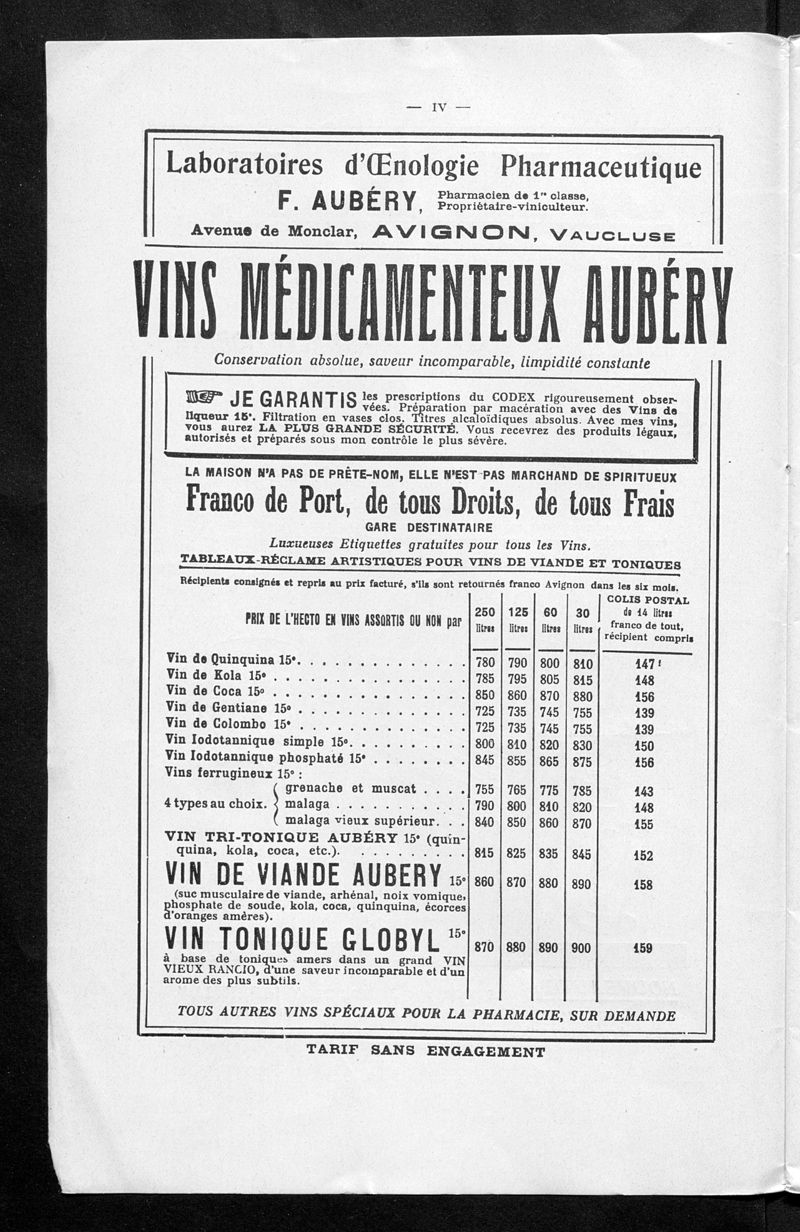 — IV —
Laboratoires d'Œnologie Pharmaceutique
F. AUBÉRY, Pharmacien de 1re classe,
Propriétaire-viniculteur.
Avenue de Monclar, AVIGNON, VAUCLUSE
VINS MÉDICAMENTEUX AUBÉRY
Conservation absolue, saveur incomparable, limpidité constante
JE GARANTIS les prescriptions du CODEX rigoureusement obser-
vées. Préparation par macération avec des Vins de
liqueur 15°. Filtration en vases clos. Titres alcaloïdiques absolus. Avec mes vins,
vous aurez LA PLUS GRANDE SÉCURITÉ. Vous recevrez des produits légaux,
autorisés et préparés sous mon contrôle le plus sévère.
LA MAISON N'A PAS DE PRÊTE-NOM, ELLE N'EST PAS MARCHAND DE SPIRITUEUX
Franco de Port, de tous Droits, de tous Frais
GARE DESTINATAIRE
Luxueuses Etiquettes gratuites pour tous les Vins.
TABLEAUX-RÉCLAME ARTISTIQUES POUR VINS DE VIANDE ET TONIQUES
Récipients consignés et repris au prix facturé, s'ils sont retournés franco Avignon dans les six mois.
PRIX DE L'HECTO EN VINS ASSORTIS OU NON par 250 litres 125 litres 60 litres 30 litres COLIS POSTAL
de 14 litres
franco de tout,
récipient compris
Vin de Quinquina 15°. . . . . . . . . . . . . . . 780 790 800 810 147 f
Vin de Kola 15° . . . . . . . . . . . . . . . . . 785 795 805 815 148
Vin de Coca 15° . . . . . . . . . . . . . . . . . 850 860 870 880 156
Vin de Gentiane 15° . . . . . . . . . . . . . . . 725 735 745 755 139
Vin de Colombo 15° . . . . . . . . . . . . . . . 725 735 745 755 139
Vin Iodotannique simple 15°. . . . . . . . . . 800 810 820 830 150
Vin Iodotannique phosphaté 15° . . . . . . . . 845 855 865 875 156
Vins ferrugineux 15° :
4 types au choix. { grenache et muscat . . . . 755 765 775 785 143
malaga . . . . . . . . . . . 790 800 810 820 148
malaga vieux supérieur. . . 840 850 860 870 155
VIN TRI-TONIQUE AUBÉRY 15° (quin-
quina, kola, coca, etc.). . . . . . . . . . 815 825 835 845 152
VIN DE VIANDE AUBERY 15° 860 870 880 890 158
(suc musculaire de viande, arhénal, noix vomique,
phosphate de soude, kola, coca, quinquina, écorces
d'oranges amères).
VIN TONIQUE GLOBYL 15° 870 880 890 900 159
à base de toniques amers dans un grand VIN
VIEUX RANCIO, d'une saveur incomparable et d'un
arome des plus subtils.
TOUS AUTRES VINS SPÉCIAUX POUR LA PHARMACIE, SUR DEMANDE
TARIF SANS ENGAGEMENT